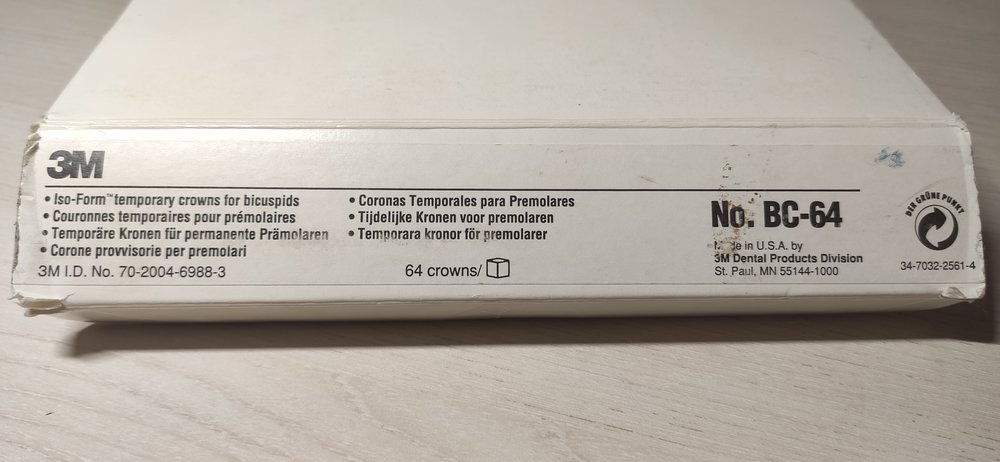 3M
• Iso-Form™ temporary crowns for bicuspids
• Couronnes temporaires pour prémolaires
• Temporäre Kronen für permanente Prämolaren
• Corone provvisorie per premolari
3M I.D. No. 70-2004-6988-3
• Coronas Temporales para Premolares
• Tijdelijke Kronen voor premolaren
• Temporara kronor för premolarer
64 crowns/
No. BC-64
Made in U.S.A. by
3M Dental Products Division
St. Paul, MN 55144-1000
DER GRÜNE PUNKT
34-7032-2561-4